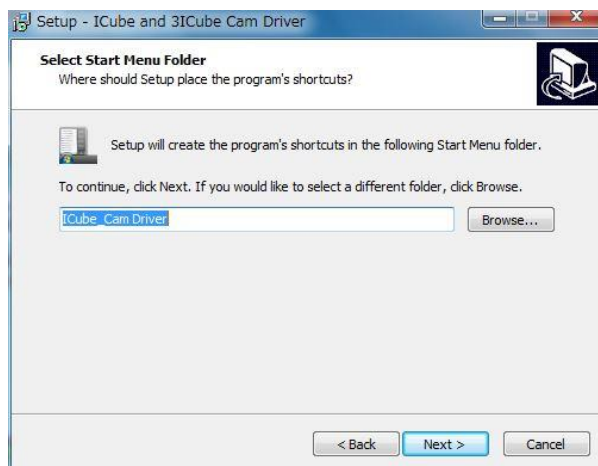 Setup - ICube and 3ICube Cam Driver
Select Start Menu Folder
Where should Setup place the program's shortcuts?
Setup will create the program's shortcuts in the following Start Menu folder.
To continue, click Next. If you would like to select a different folder, click Browse.
ICube_Cam Driver
Browse...
< Back
Next >
Cancel